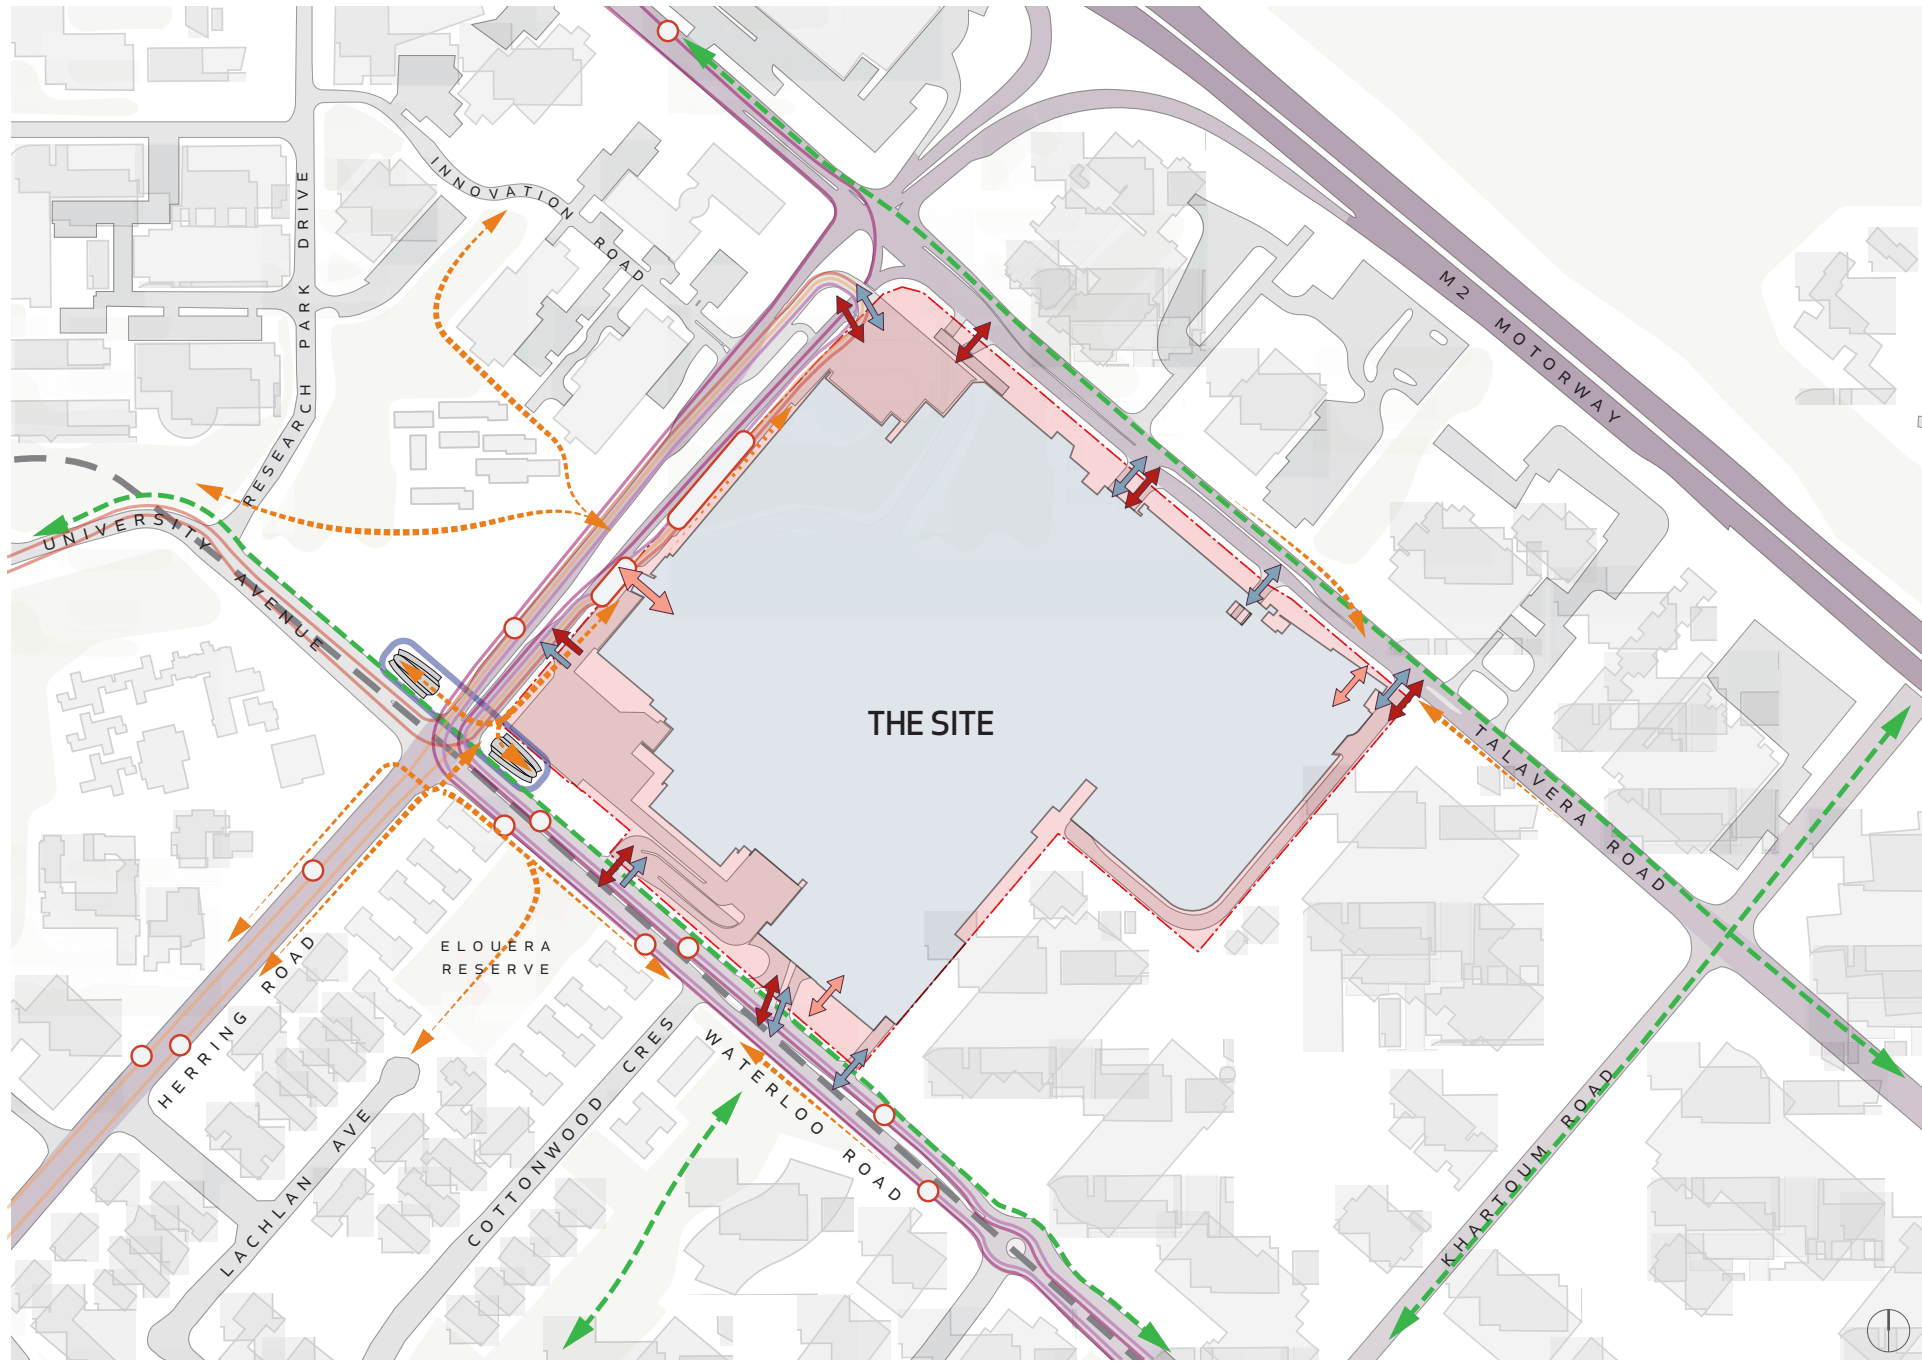 INNOVATION
ROAD
RESEARCH PARK DRIVE
M2 MOTORWAY
UNIVERSITY
AVENUE
THE SITE
TALAVERA ROAD
ELOUERA
RESERVE
HERRING ROAD
WATERLOO
ROAD
LACHLAN AVE
COTTONWOOD CRES
KHARTOUM ROAD